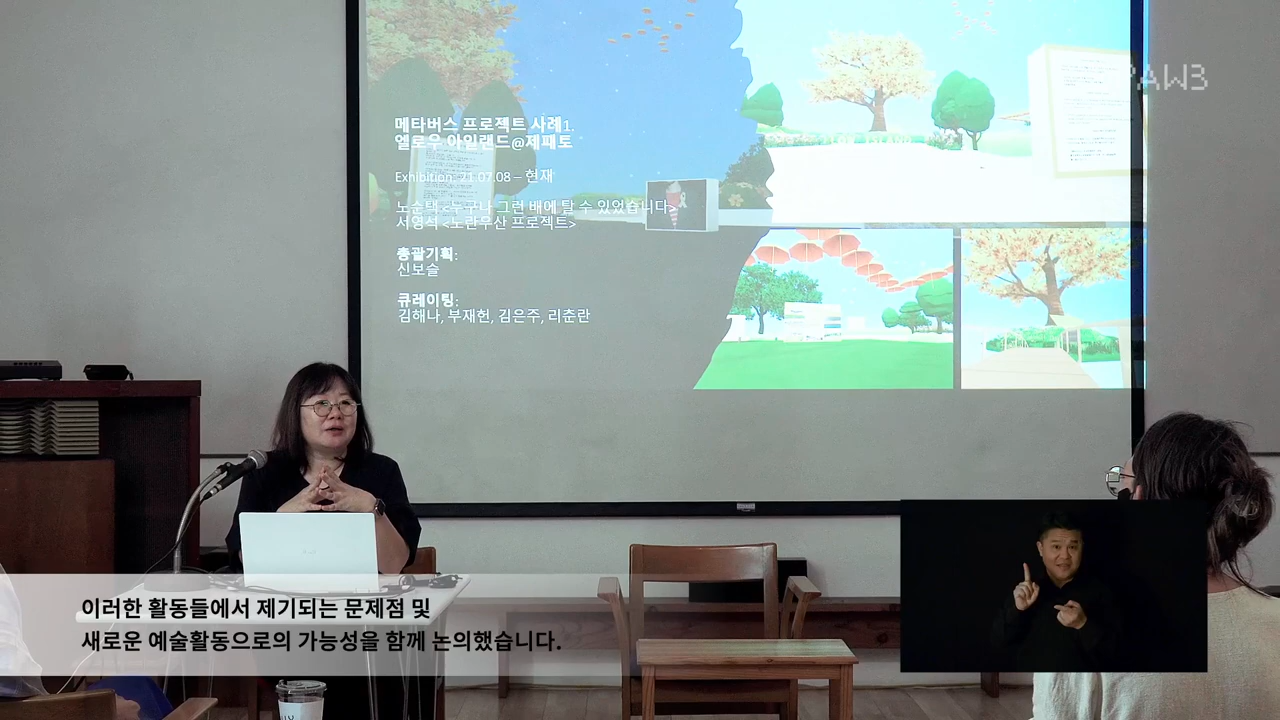 PAW3
메타버스 프로젝트 사례1.
옐로우 아일랜드@제페토
Exhibition: 21.07.08 – 현재
노순택 <누구나 그런 배에 탈 수 있었습니다>
서영석 <노란우산 프로젝트>
총괄기획:
신보슬
큐레이팅:
김해나, 부재헌, 김은주, 리춘란
이러한 활동들에서 제기되는 문제점 및
새로운 예술활동으로의 가능성을 함께 논의했습니다.